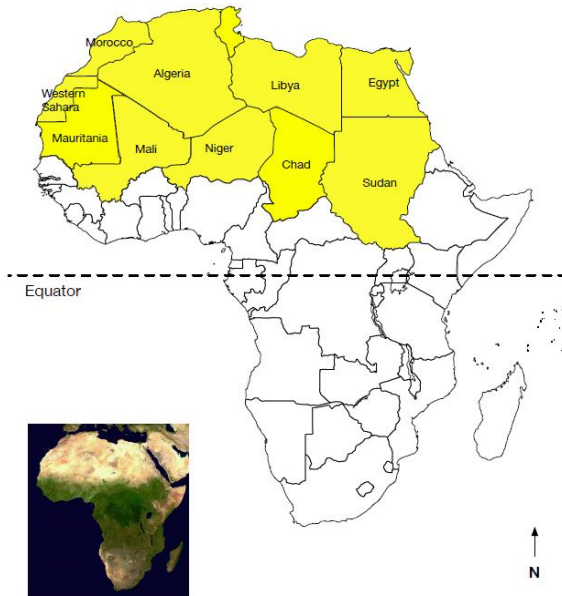 Morocco
Algeria
Libya
Egypt
Western
Sahara
Mauritania
Mali
Niger
Chad
Sudan
Equator
N